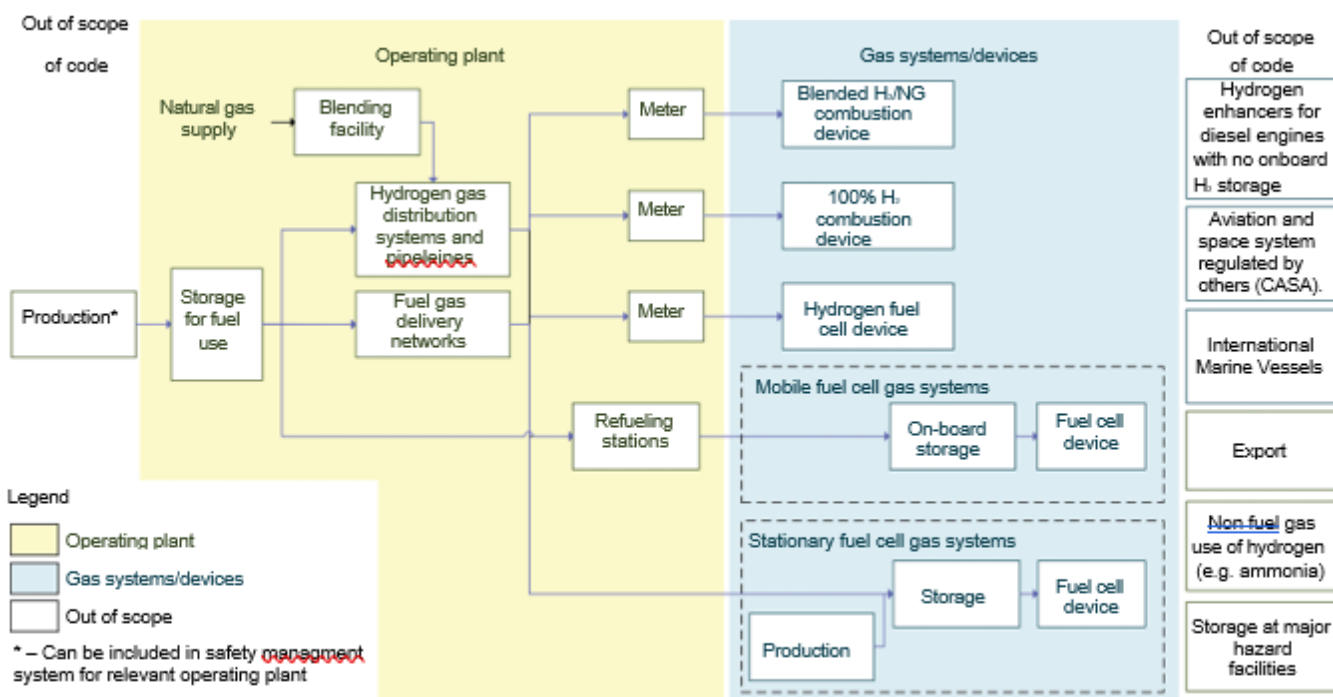 Out of scope
of code
Operating plant
Gas systems/devices
Out of scope
of code
Natural gas
supply
Blending
facility
Meter
Blended H₂/NG
combustion
device
Hydrogen
enhancers for
diesel engines
with no onboard
H₂ storage
Hydrogen gas
distribution
systems and
pipeleines
Meter
100% H₂
combustion
device
Aviation and
space system
regulated by
others (CASA).
Production*
Storage
for fuel
use
Fuel gas
delivery
networks
Meter
Hydrogen fuel
cell device
International
Marine Vessels
Mobile fuel cell gas systems
Refueling
stations
On-board
storage
Fuel cell
device
Export
Legend
Operating plant
Gas systems/devices
Out of scope
* – Can be included in safety managment
system for relevant operating plant
Stationary fuel cell gas systems
Storage
Fuel cell
device
Production
Non fuel gas
use of hydrogen
(e.g. ammonia)
Storage at major
hazard
facilities